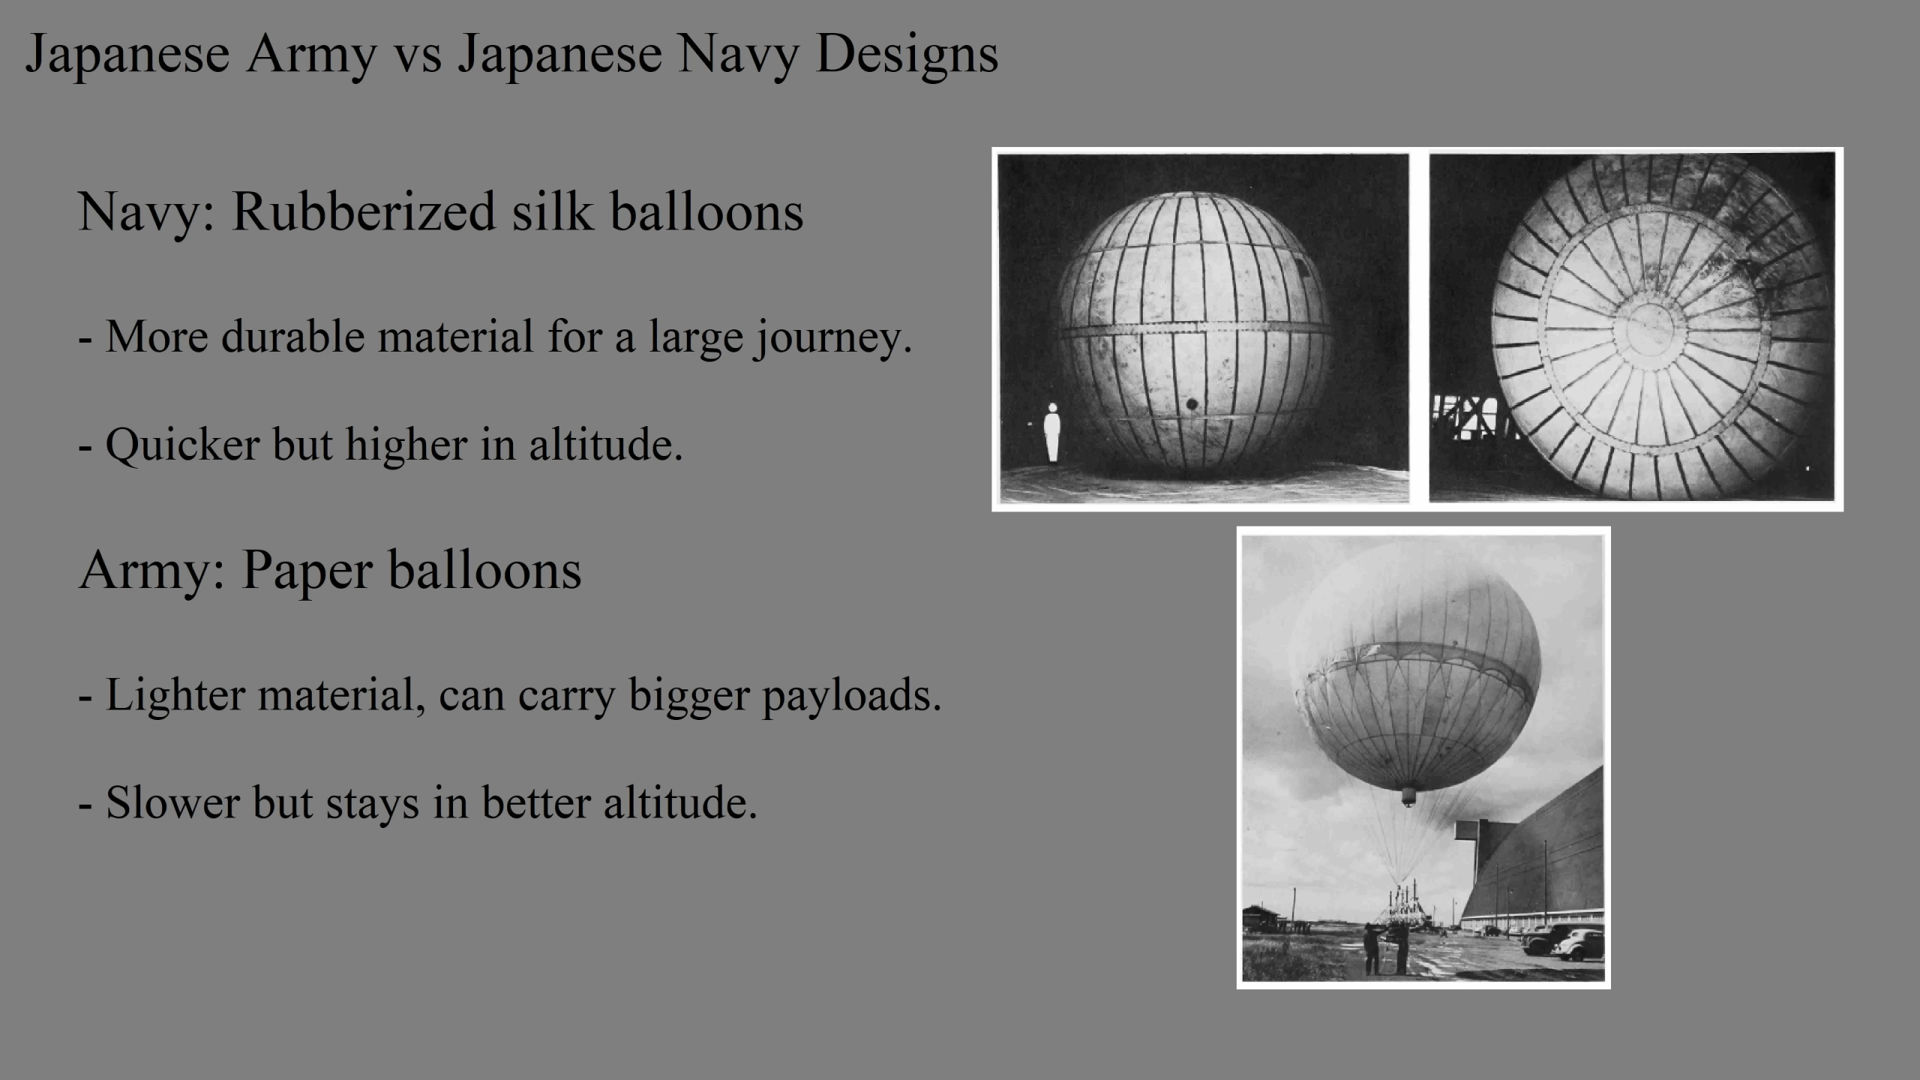 Japanese Army vs Japanese Navy Designs
Navy: Rubberized silk balloons
- More durable material for a large journey.
- Quicker but higher in altitude.
Army: Paper balloons
- Lighter material, can carry bigger payloads.
- Slower but stays in better altitude.